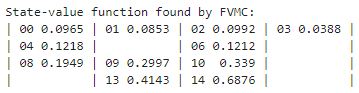 State-value function found by FVMC:
| 00 0.0965 | 01 0.0853 | 02 0.0992 | 03 0.0388 |
| 04 0.1218 |           | 06 0.1212 |           |
| 08 0.1949 | 09 0.2997 | 10  0.339 |           |
|           | 13 0.4143 | 14 0.6876 |           |